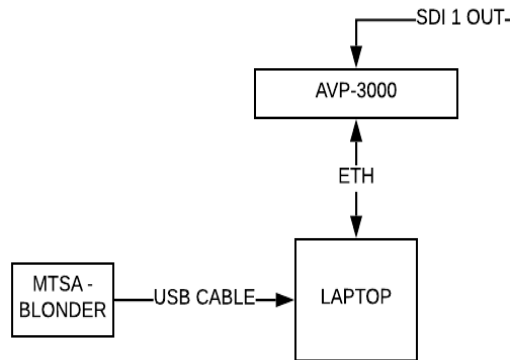 SDI 1 OUT
AVP-3000
ETH
MTSA -
BLONDER
USB CABLE
LAPTOP